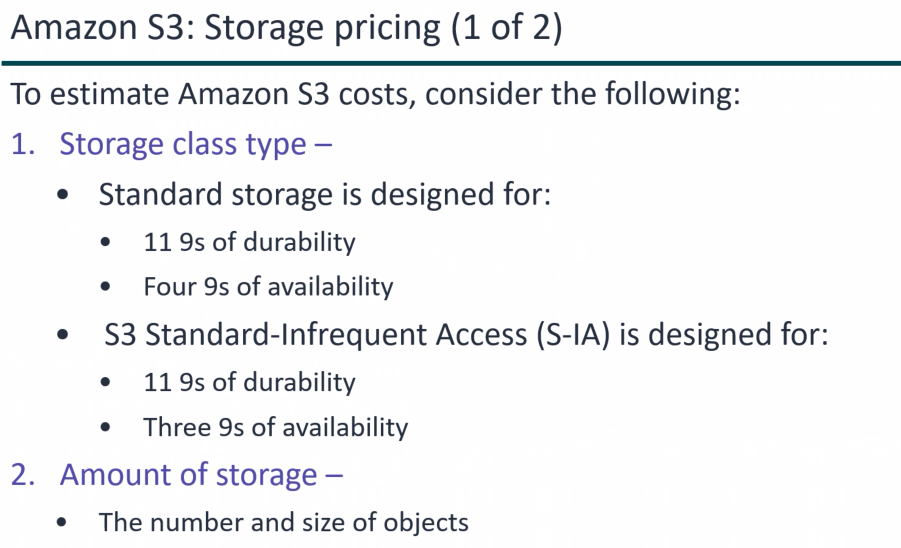 Amazon S3: Storage pricing (1 of 2)
To estimate Amazon S3 costs, consider the following:
1. Storage class type –
• Standard storage is designed for:
• 11 9s of durability
• Four 9s of availability
• S3 Standard-Infrequent Access (S-IA) is designed for:
• 11 9s of durability
• Three 9s of availability
2. Amount of storage –
• The number and size of objects